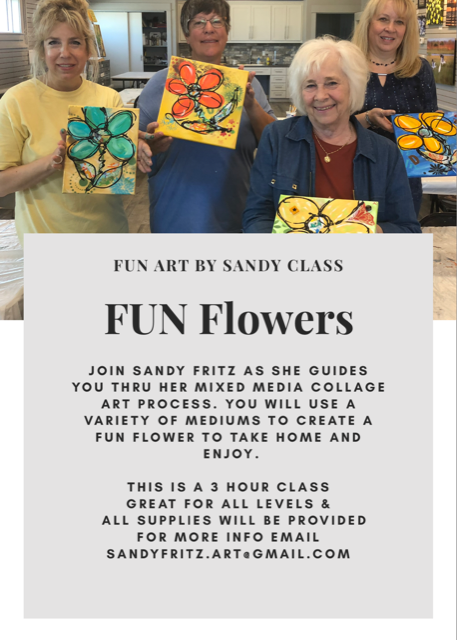 FUN ART BY SANDY CLASS
FUN Flowers
JOIN SANDY FRITZ AS SHE GUIDES
YOU THRU HER MIXED MEDIA COLLAGE
ART PROCESS. YOU WILL USE A
VARIETY OF MEDIUMS TO CREATE A
FUN FLOWER TO TAKE HOME AND
ENJOY.
THIS IS A 3 HOUR CLASS
GREAT FOR ALL LEVELS &
ALL SUPPLIES WILL BE PROVIDED
FOR MORE INFO EMAIL
SANDYFRITZ.ART@GMAIL.COM